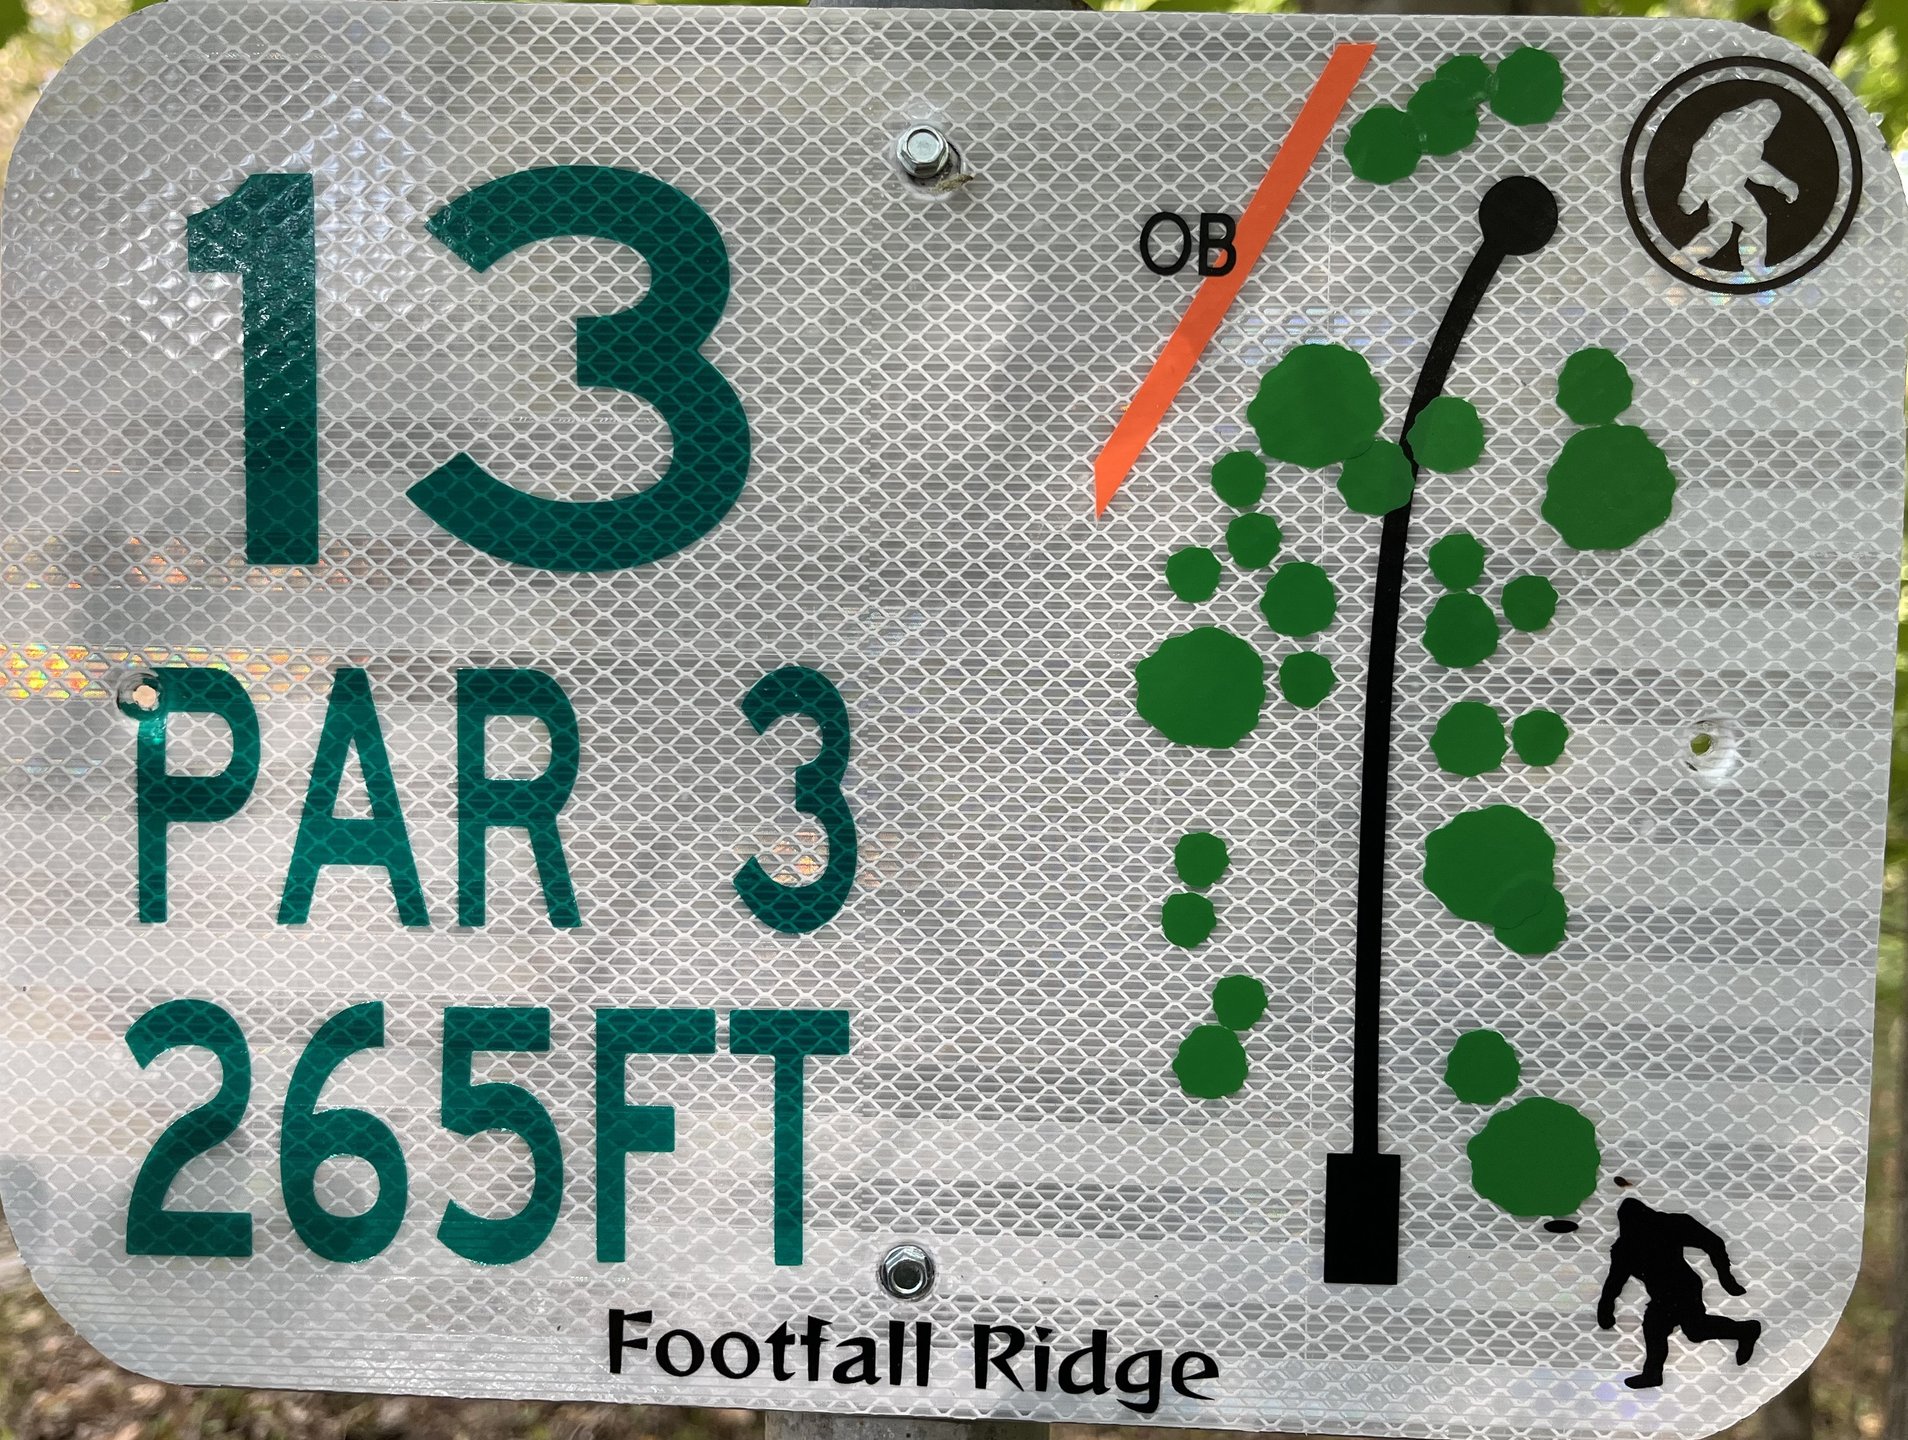 13
PAR 3
265FT
OB
Footfall Ridge